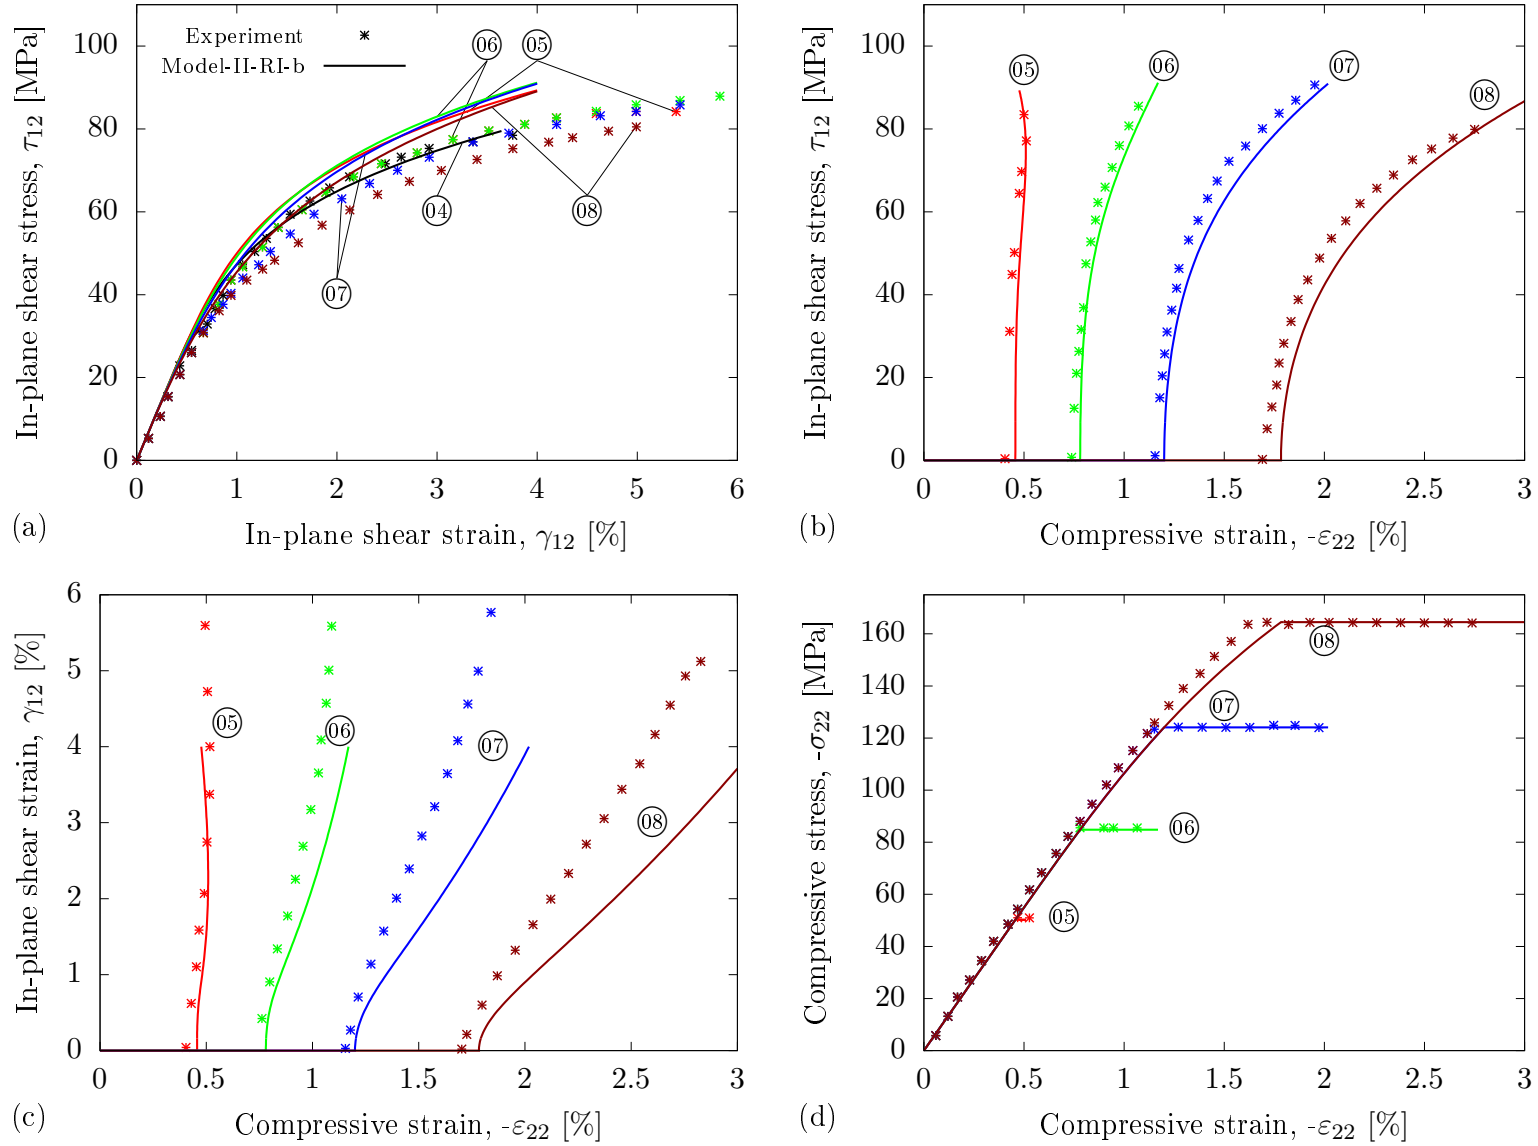 In-plane shear stress, τ12 [MPa]
100
80
60
40
20
0
Experiment
Model-II-RI-b
06
05
04
08
07
0 1 2 3 4 5 6
(a)
In-plane shear strain, γ12 [%]
In-plane shear stress, τ12 [MPa]
100
80
60
40
20
0
05
06
07
08
0 0.5 1 1.5 2 2.5 3
(b)
Compressive strain, -ε22 [%]
In-plane shear strain, γ12 [%]
6
5
4
3
2
1
0
05
06
07
08
0 0.5 1 1.5 2 2.5 3
(c)
Compressive strain, -ε22 [%]
Compressive stress, -σ22 [MPa]
160
140
120
100
80
60
40
20
0
08
07
06
05
0 0.5 1 1.5 2 2.5 3
(d)
Compressive strain, -ε22 [%]